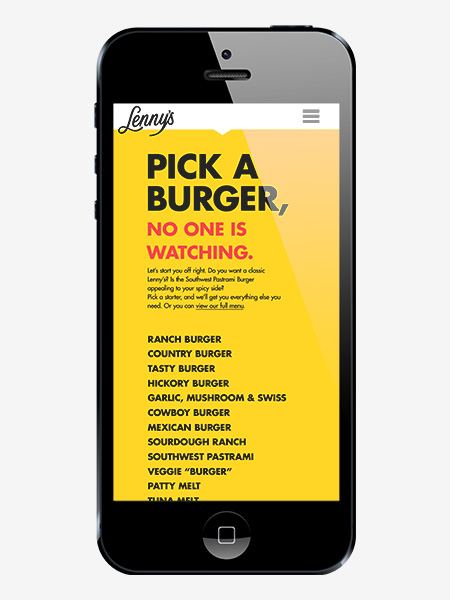 Lenny's
PICK A
BURGER,
NO ONE IS
WATCHING.
Let's start you off right. Do you want a classic
Lenny's? Is the Southwest Pastrami Burger
appealing to your spicy side?
Pick a starter, and we'll get you everything else you
need. Or you can view our full menu.
RANCH BURGER
COUNTRY BURGER
TASTY BURGER
HICKORY BURGER
GARLIC, MUSHROOM & SWISS
COWBOY BURGER
MEXICAN BURGER
SOURDOUGH RANCH
SOUTHWEST PASTRAMI
VEGGIE "BURGER"
PATTY MELT
TUNA MELT